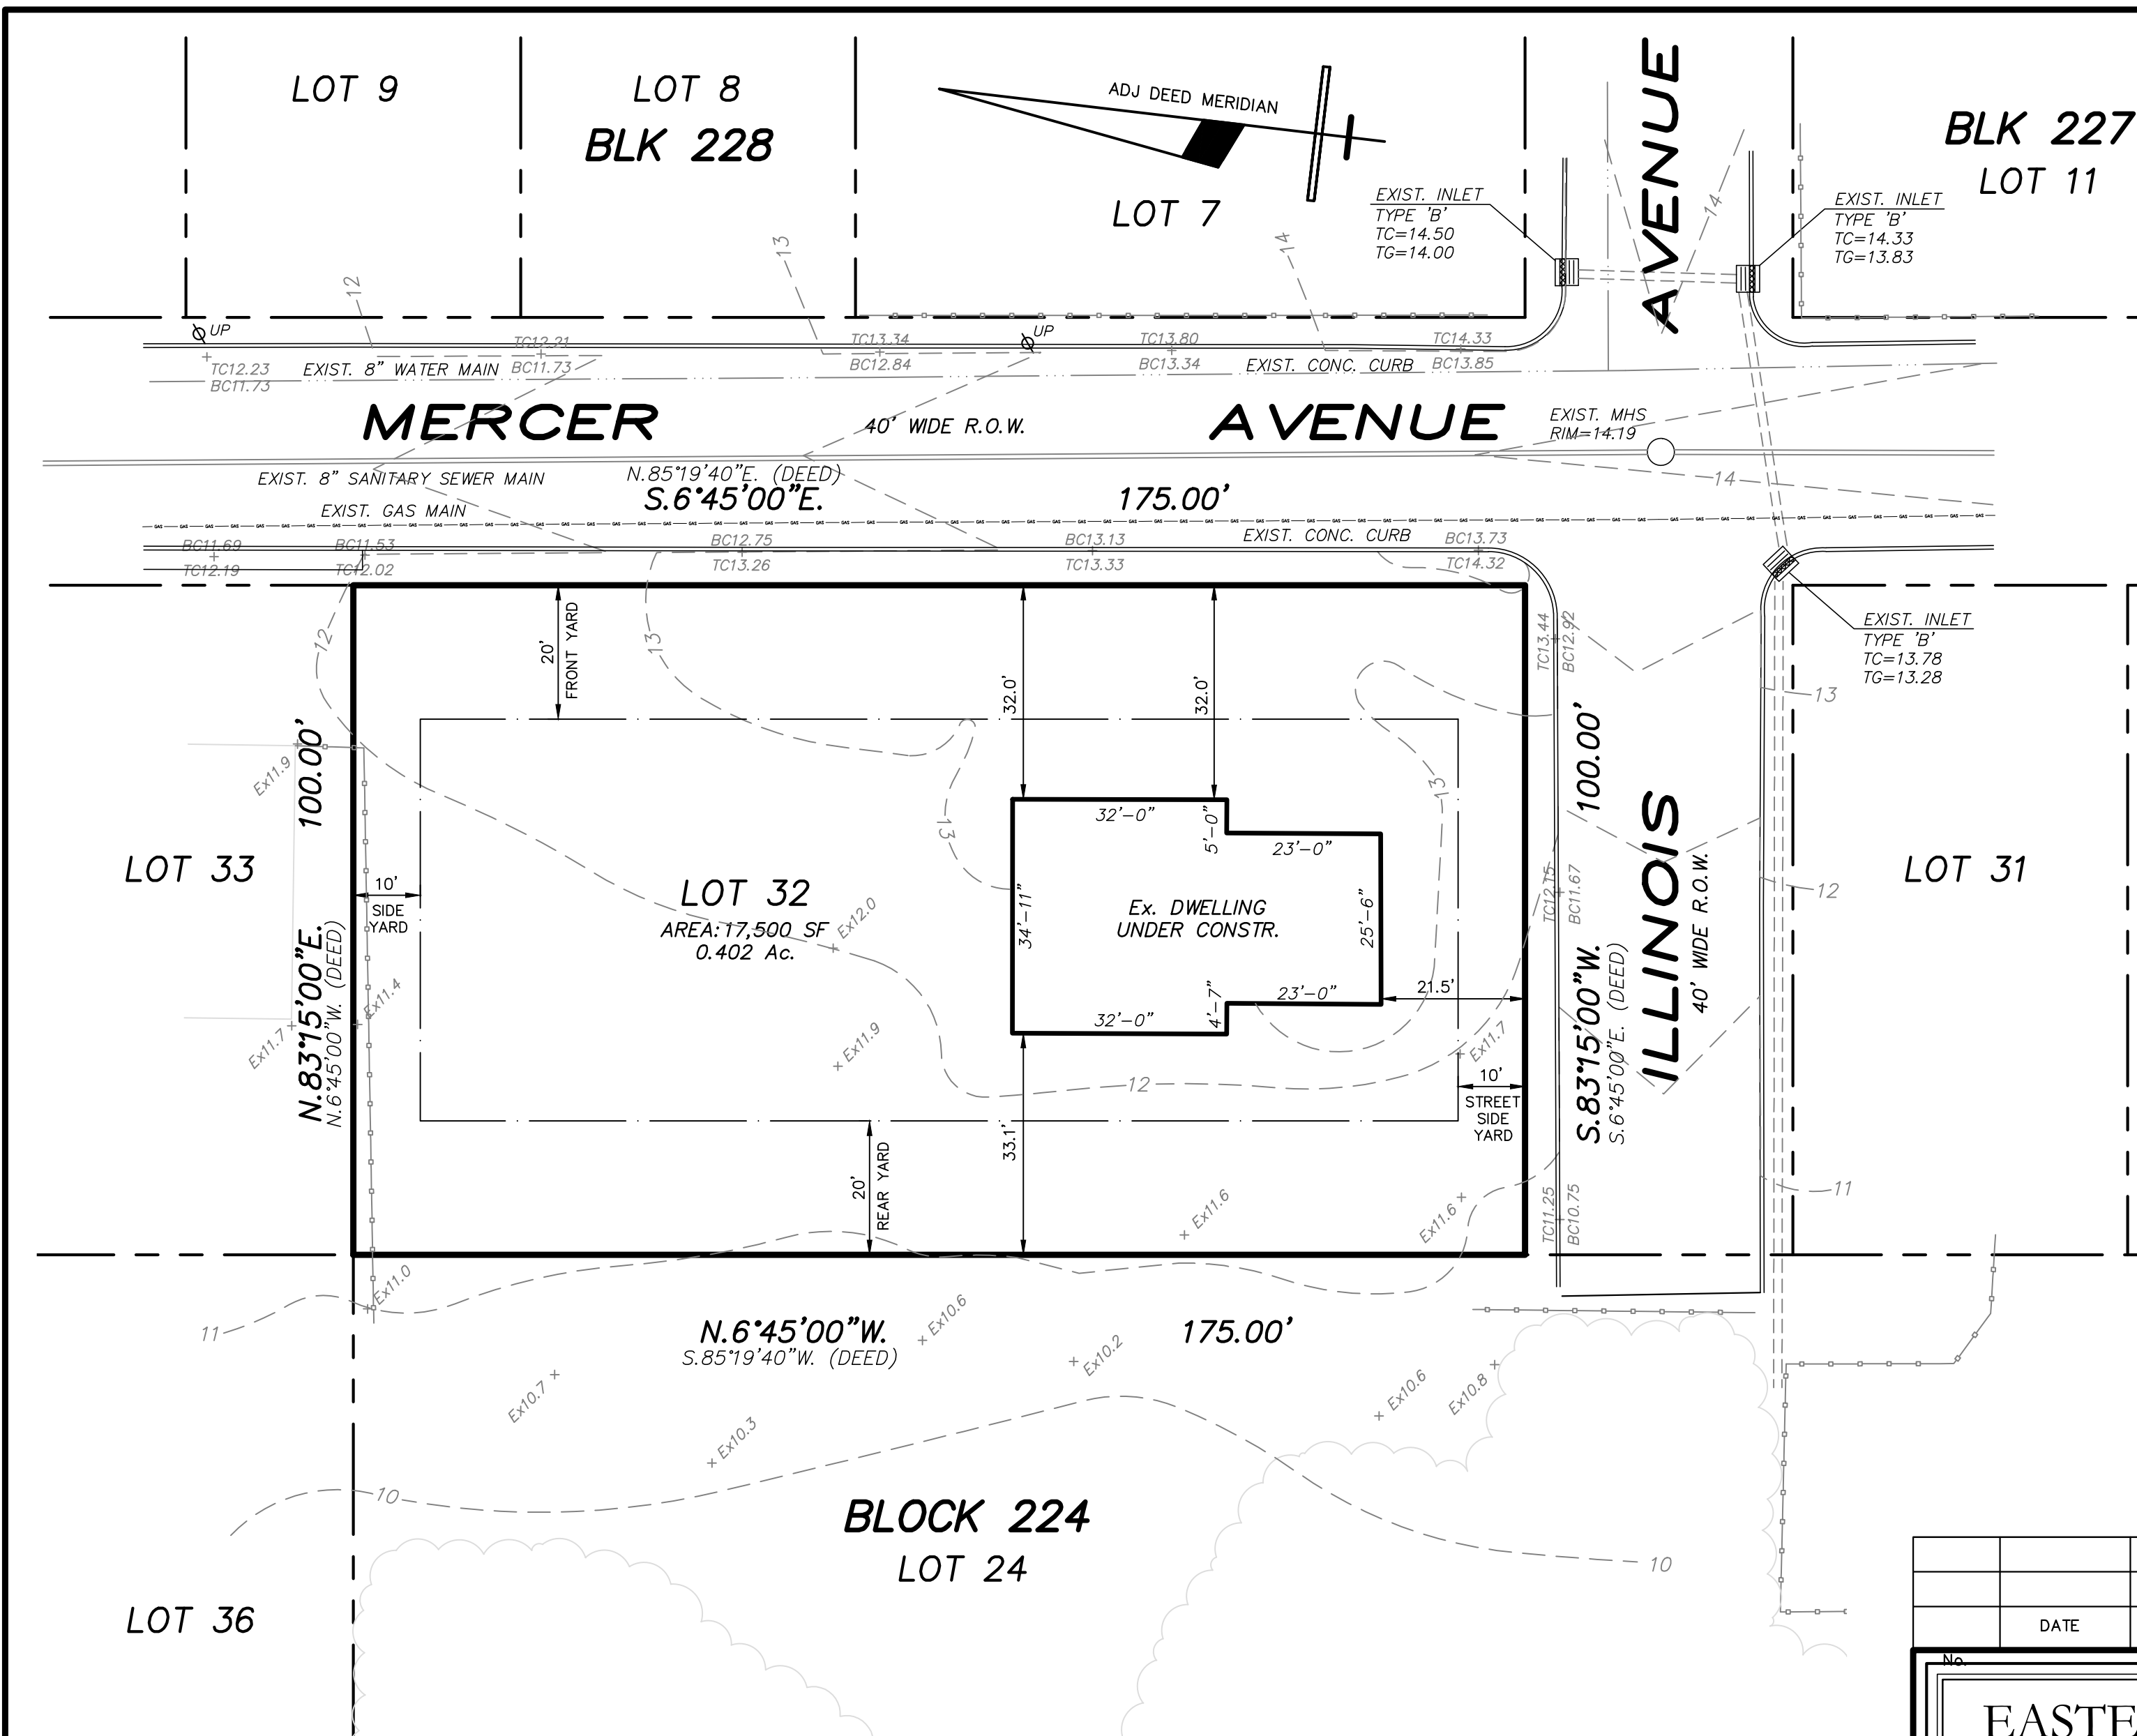 LOT 9
LOT 8
BLK 228
ADJ DEED MERIDIAN
LOT 7
AVENUE
BLK 227
LOT 11
EXIST. INLET
TYPE 'B'
TC=14.50
TG=14.00
EXIST. INLET
TYPE 'B'
TC=14.33
TG=13.83
12
13
14
14
UP
UP
TC12.23
BC11.73
TC12.21
BC11.73
TC13.34
BC12.84
TC13.80
BC13.34
TC14.33
BC13.85
EXIST. 8" WATER MAIN
EXIST. CONC. CURB
MERCER AVENUE
40' WIDE R.O.W.
EXIST. MHS
RIM=14.19
EXIST. 8" SANITARY SEWER MAIN
N.85°19'40"E. (DEED)
S.6°45'00"E. 175.00'
14
EXIST. GAS MAIN
GAS
EXIST. CONC. CURB
BC11.69
TC12.19
BC11.53
TC12.02
BC12.75
TC13.26
BC13.13
TC13.33
BC13.73
TC14.32
EXIST. INLET
TYPE 'B'
TC=13.78
TG=13.28
12
13
20'
FRONT YARD
32.0'
32.0'
TC13.44
BC12.92
13
100.00'
100.00'
Ex11.9
13
13
LOT 33
LOT 32
AREA: 17,500 SF
0.402 Ac.
Ex12.0
10'
SIDE
YARD
32'-0"
5'-0"
23'-0"
34'-11"
Ex. DWELLING
UNDER CONSTR.
25'-6"
32'-0"
4'-7"
23'-0"
21.5'
TC12.15
BC11.67
12
ILLINOIS
40' WIDE R.O.W.
LOT 31
N.83°15'00"E.
N.6°45'00"W. (DEED)
S.83°15'00"W.
S.6°45'00"E. (DEED)
Ex11.4
Ex11.7
Ex11.9
Ex11.7
12
10'
STREET
SIDE
YARD
33.1'
20'
REAR YARD
Ex11.6
Ex11.6
TC11.25
BC10.75
11
Ex11.0
11
N.6°45'00"W. 175.00'
S.85°19'40"W. (DEED)
Ex10.6
Ex10.2
Ex10.7
Ex10.3
Ex10.6
Ex10.8
10
BLOCK 224
LOT 24
10
LOT 36
DATE
No.
EASTE